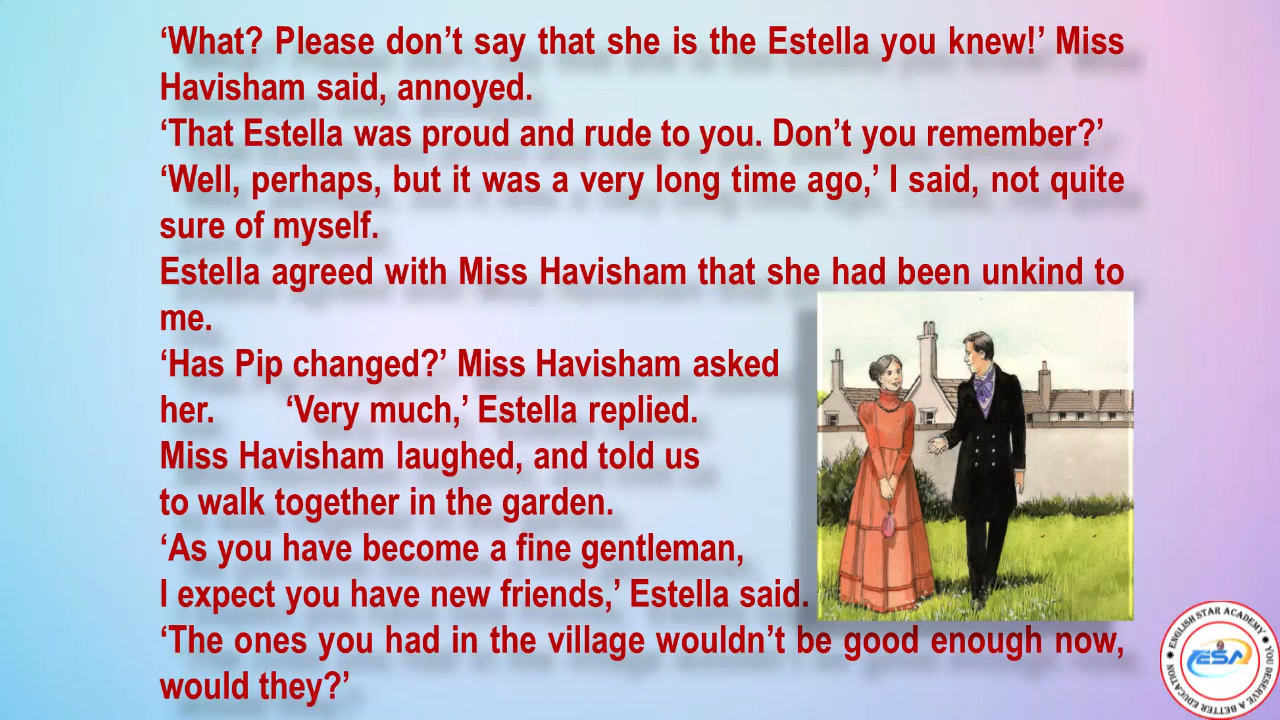 ‘What? Please don’t say that she is the Estella you knew!’ Miss
Havisham said, annoyed.
‘That Estella was proud and rude to you. Don’t you remember?’
‘Well, perhaps, but it was a very long time ago,’ I said, not quite
sure of myself.
Estella agreed with Miss Havisham that she had been unkind to
me.
‘Has Pip changed?’ Miss Havisham asked
her. ‘Very much,’ Estella replied.
Miss Havisham laughed, and told us
to walk together in the garden.
‘As you have become a fine gentleman,
I expect you have new friends,’ Estella said.
‘The ones you had in the village wouldn’t be good enough now,
would they?’
ENGLISH STAR ACADEMY
YOU DESERVE A BETTER EDUCATION
ESA